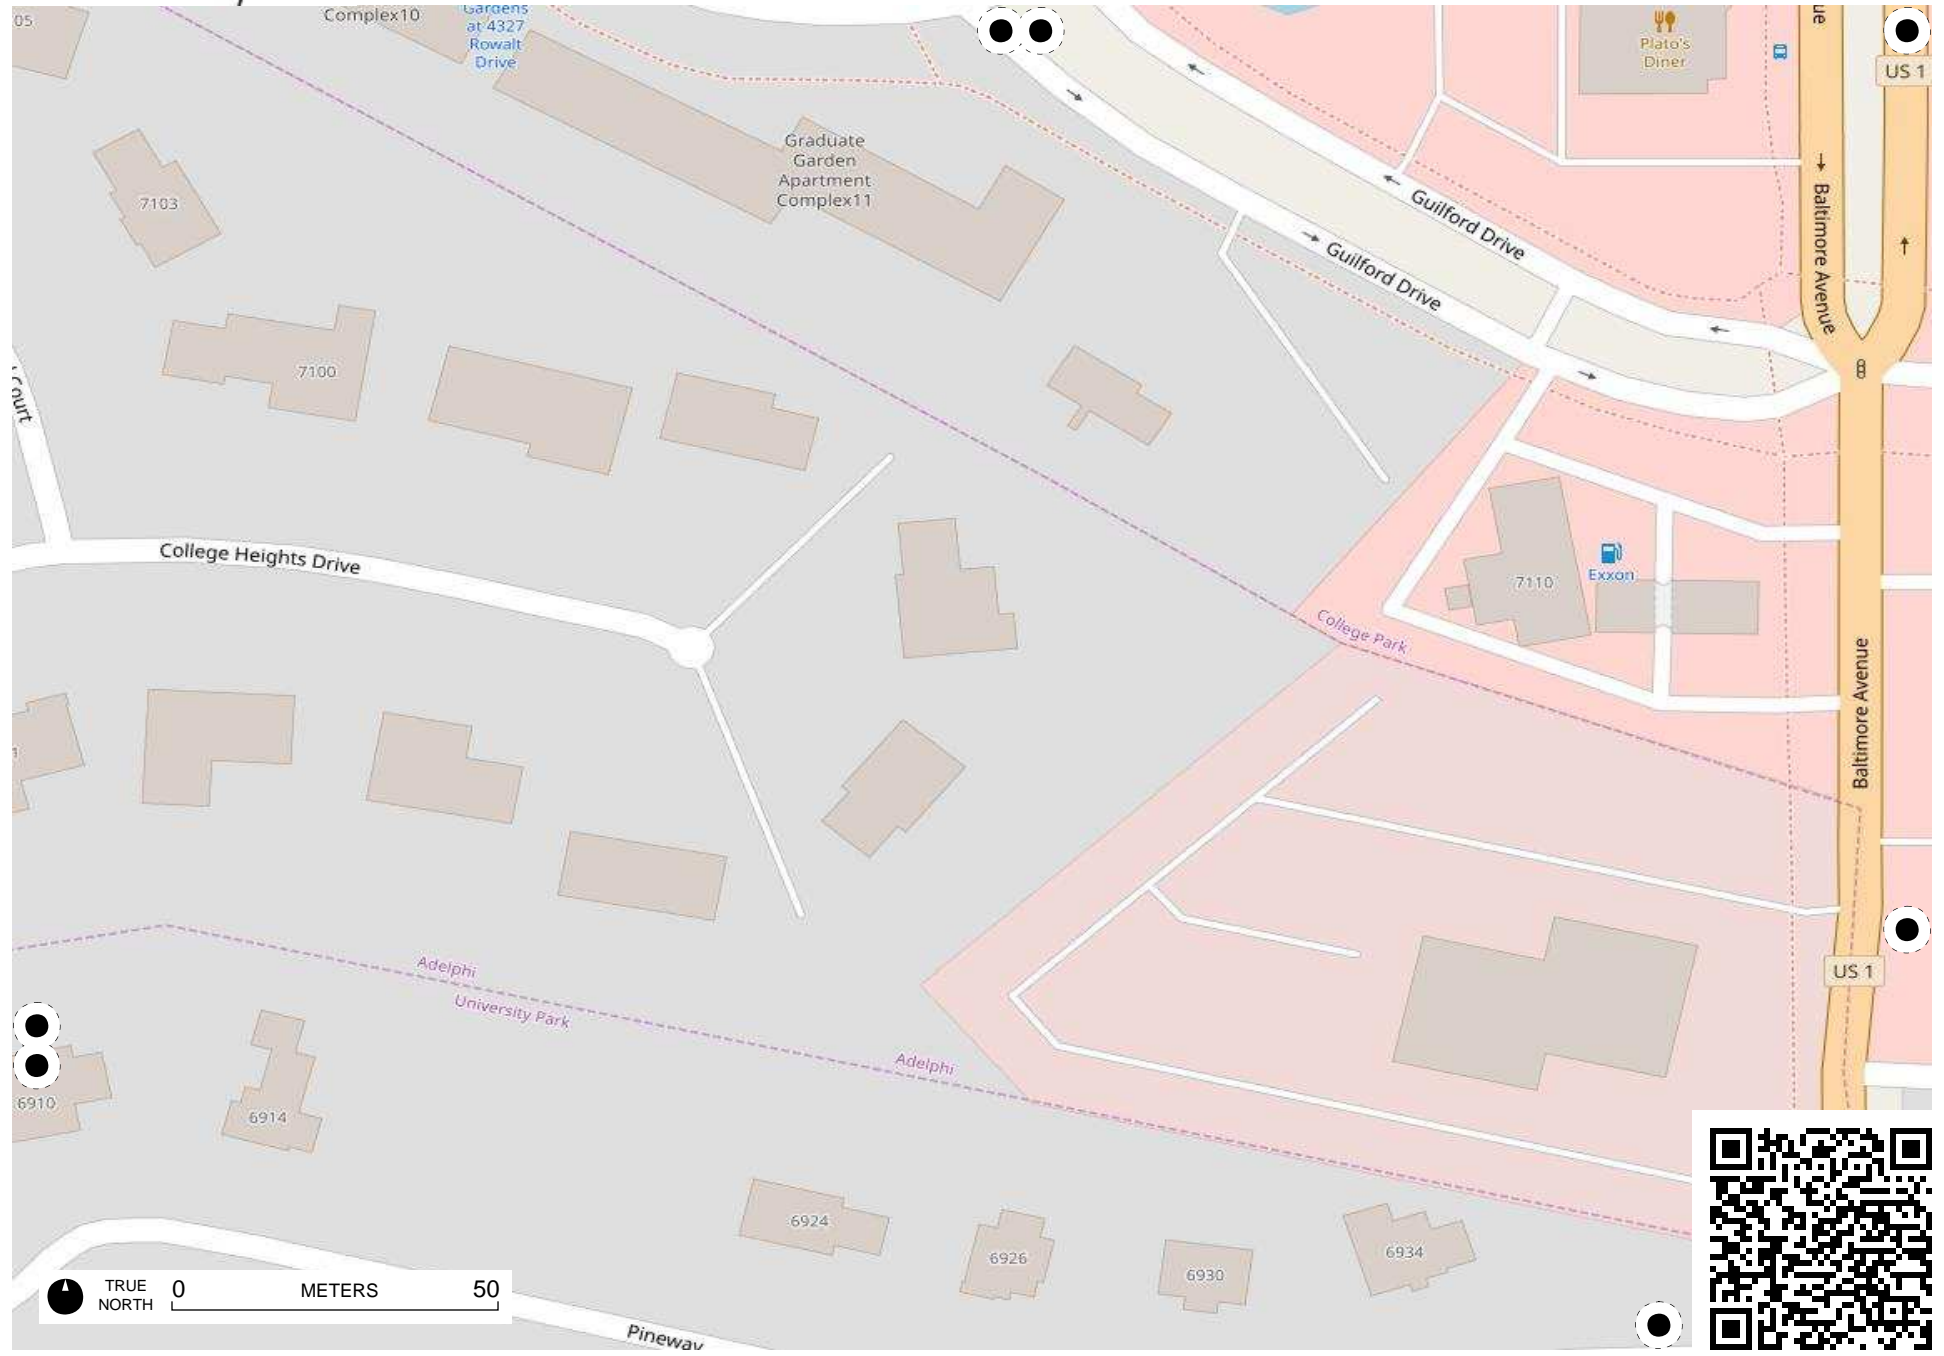 05
Complex10
Gardens
at 4327
Rowalt
Drive
Plato's
Diner
ue
US 1
Graduate
Garden
Apartment
Complex11
7103
Guilford Drive
Guilford Drive
Baltimore Avenue
7100
Court
College Heights Drive
Exxon
7110
College Park
Baltimore Avenue
1
Adelphi
University Park
US 1
Adelphi
6910
6914
6924
6926
6930
6934
TRUE
NORTH
0 METERS 50
Pineway